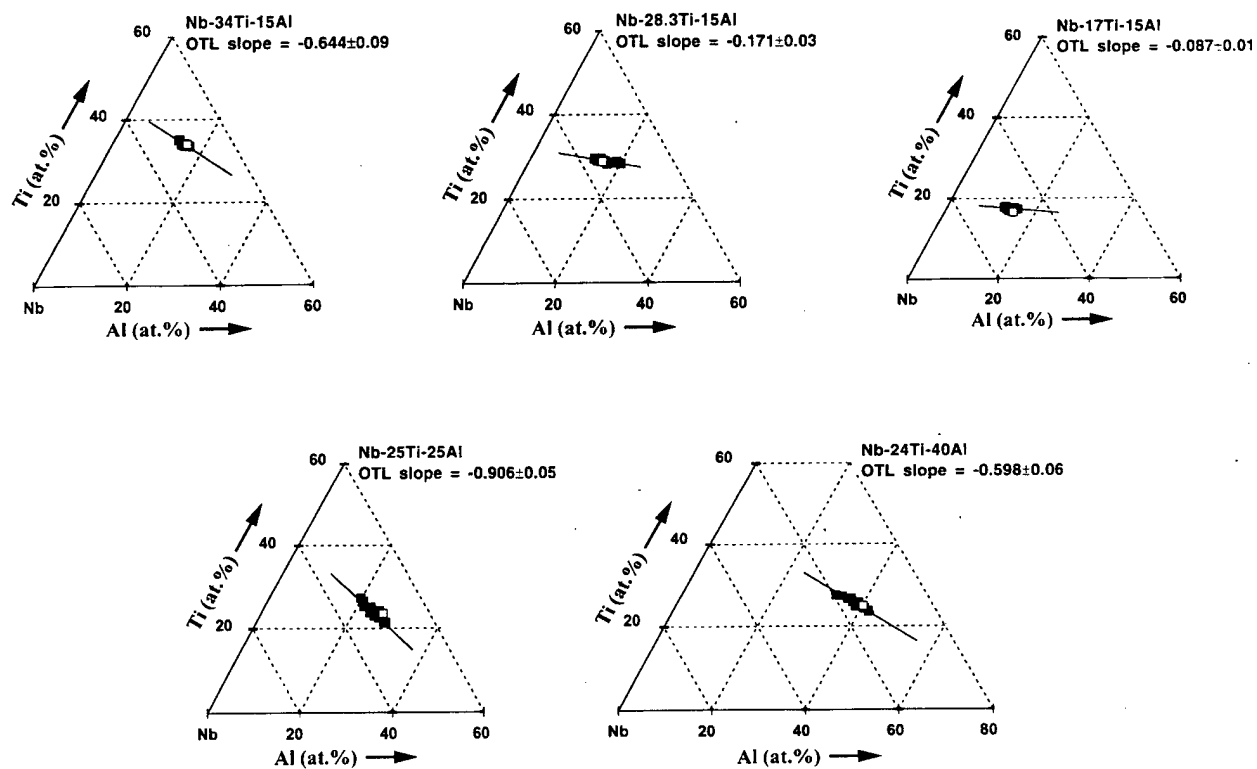 Nb-34Ti-15Al
OTL slope = -0.644±0.09
60
40
20
Ti (at.%)
Nb
20
40
60
Al (at.%)
Nb-28.3Ti-15Al
OTL slope = -0.171±0.03
60
40
20
Ti (at.%)
Nb
20
40
60
Al (at.%)
Nb-17Ti-15Al
OTL slope = -0.087±0.01
60
40
20
Ti (at.%)
Nb
20
40
60
Al (at.%)
Nb-25Ti-25Al
OTL slope = -0.906±0.05
60
40
20
Ti (at.%)
Nb
20
40
60
Al (at.%)
Nb-24Ti-40Al
OTL slope = -0.598±0.06
60
40
20
Ti (at.%)
Nb
20
40
60
80
Al (at.%)